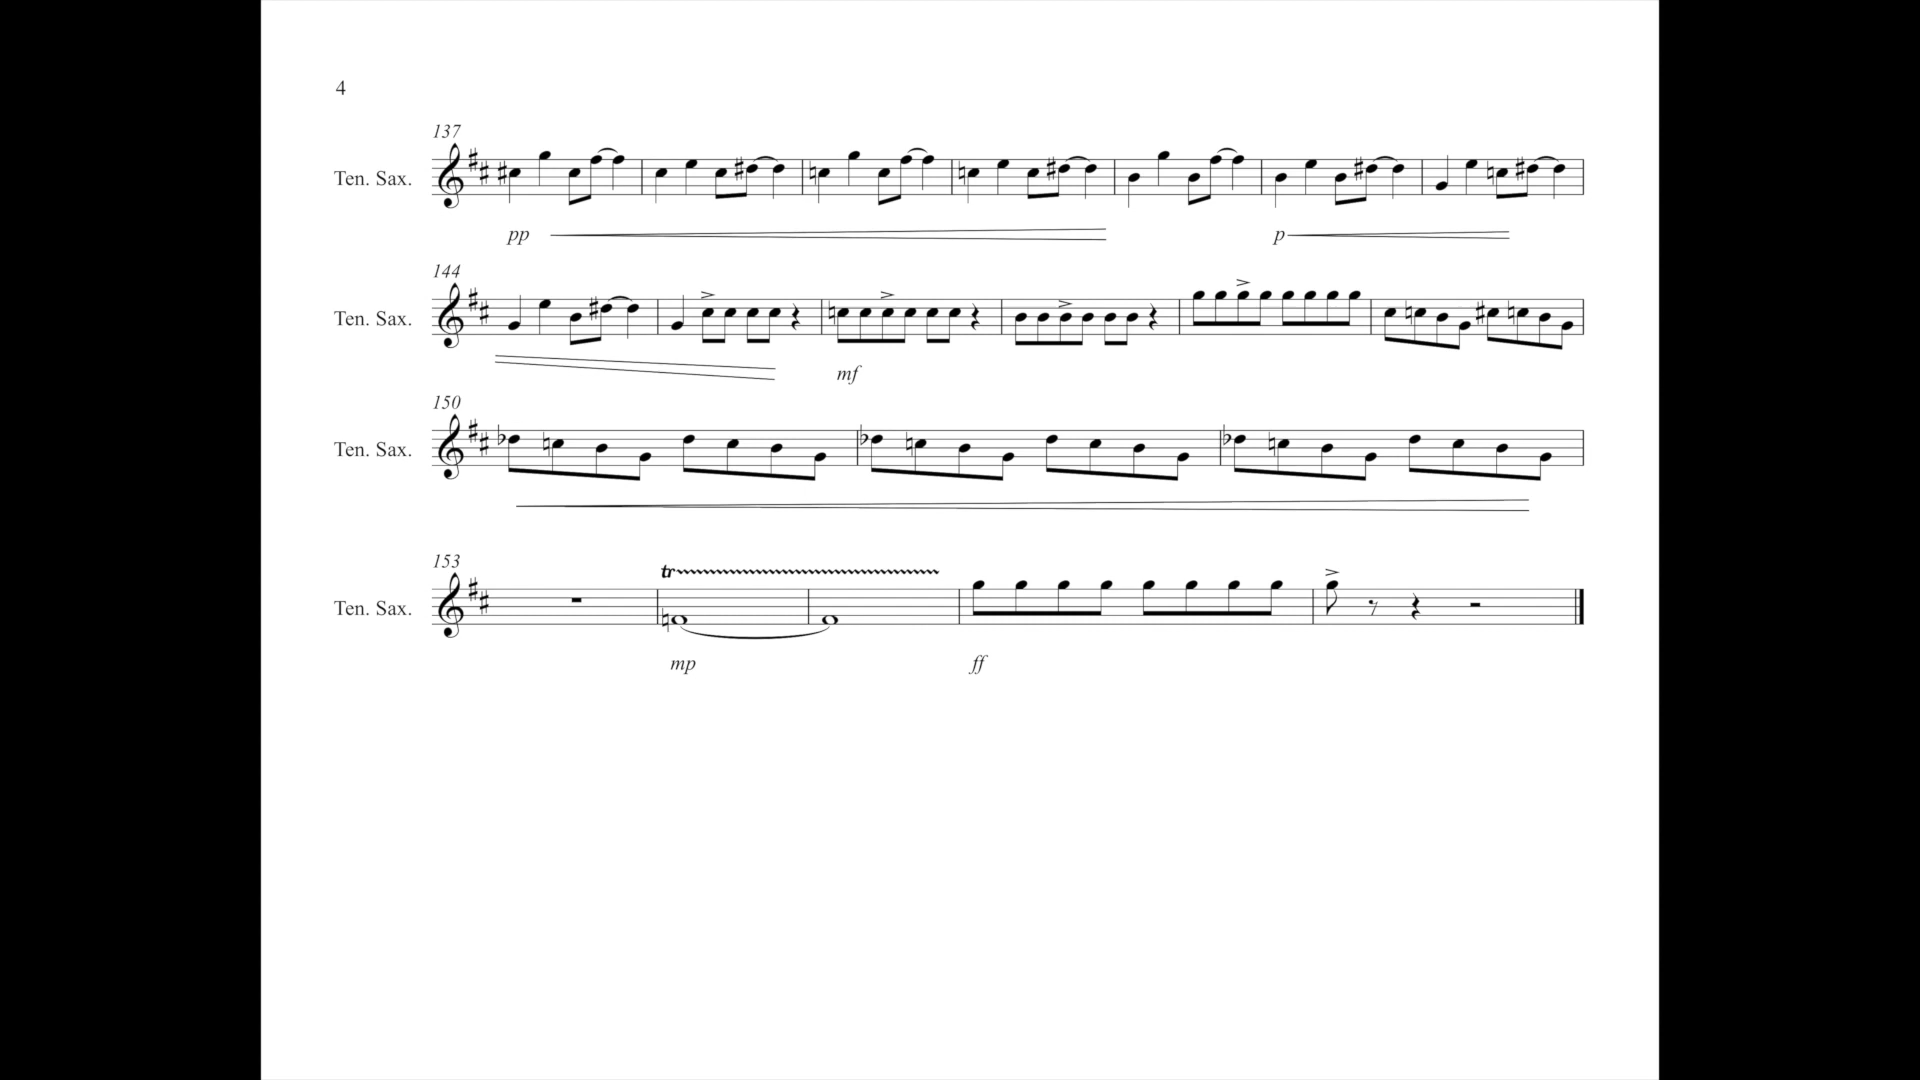 4
137
Ten. Sax.
pp p
144
Ten. Sax.
mf
150
Ten. Sax.
153
tr
Ten. Sax.
mp ff